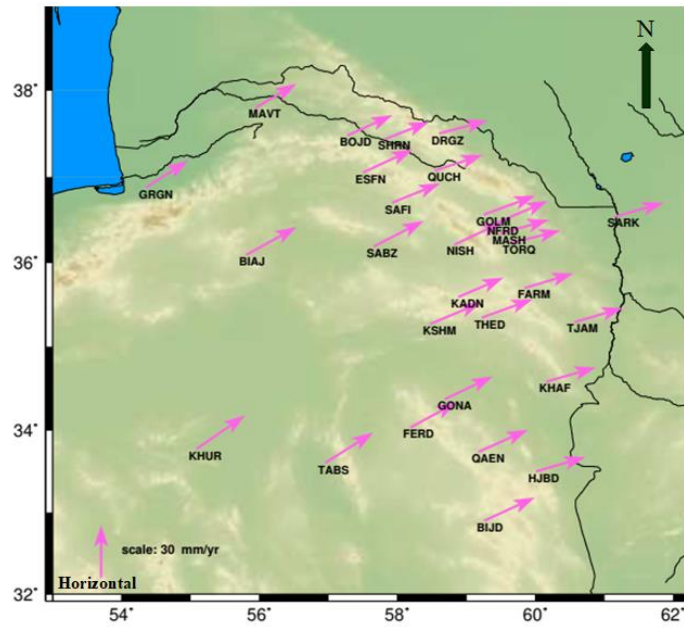 N
38°
MAVT
BOJD
SHRN
DRGZ
ESFN
QUCH
GRGN
SAFI
GOLM
SARK
NFRD
MASH
36°
BIAJ
SABZ
NISH
TORQ
KADN
FARM
KSHM
THED
TJAM
KHAF
GONA
34°
FERD
KHUR
TABS
QAEN
HJBD
BIJD
scale: 30 mm/yr
Horizontal
32°
54° 56° 58° 60° 62°